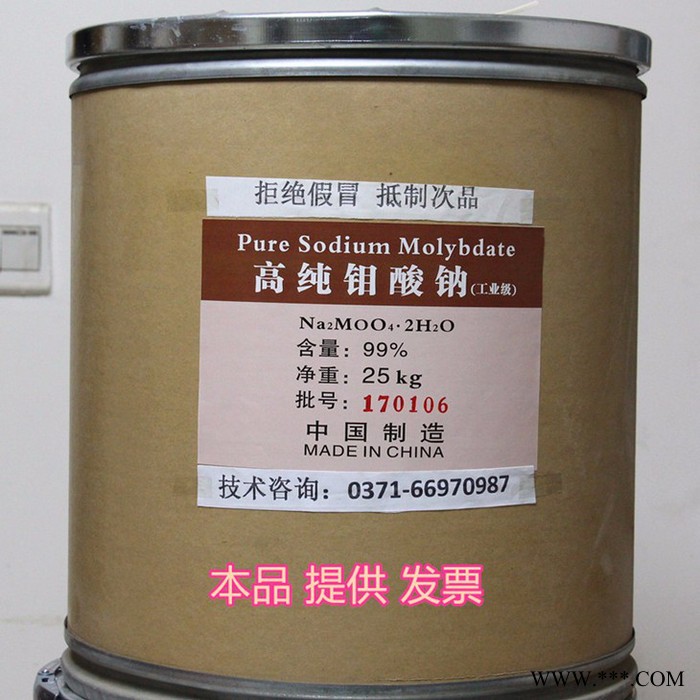 拒绝假冒 抵制次品
Pure Sodium Molybdate
高纯钼酸钠(工业级)
Na₂MOO₄·2H₂O
含量：99%
净重：25kg
批号：170106
中国制造
MADE IN CHINA
技术咨询：0371-66970987
本品 提供 发票
WWW.***.COM